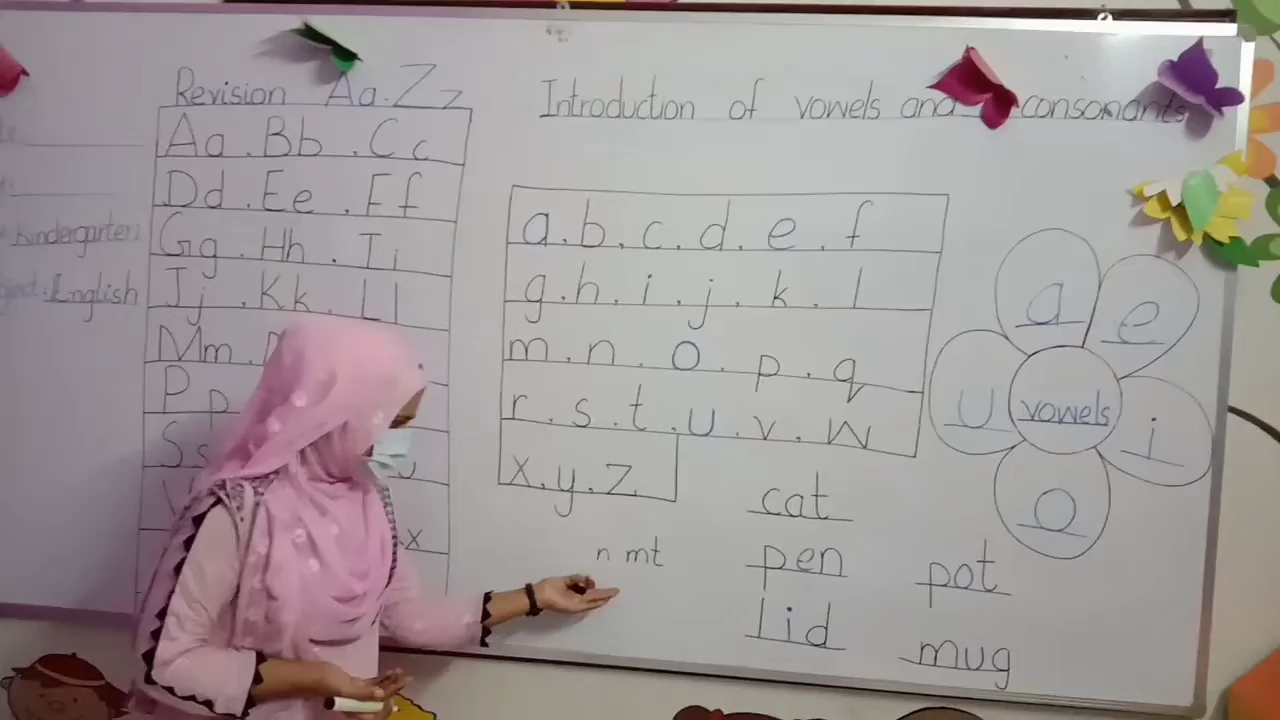 Revision Aa.Zz
Aa.Bb.Cc
Dd.Ee.Ff
Gg.Hh.Ii
Jj.Kk.Ll
Mm.
Pp
Ss
x
Kindergarten
English
Introduction of vowels and consonants
a.b.c.d.e.f
g.h.i.j.k.l
m.n.o.p.q
r.s.t.u.v.w
x.y.z
n mt
cat
pen
lid
pot
mug
a
e
i
o
u
vowels